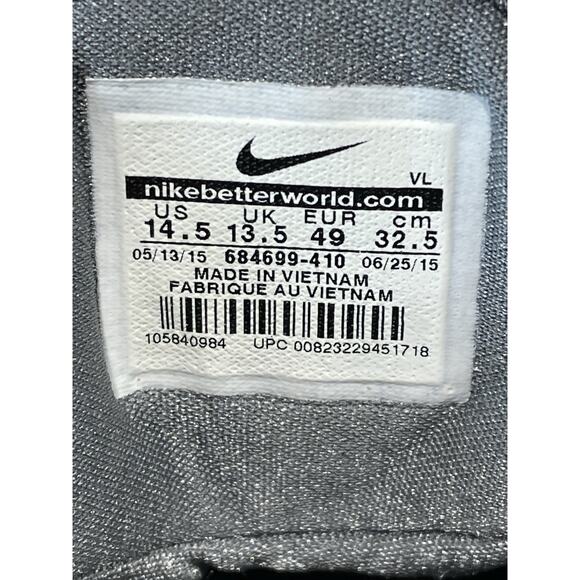 VL
nikebetterworld.com
US UK EUR cm
14.5 13.5 49 32.5
05/13/15 684699-410 06/25/15
MADE IN VIETNAM
FABRIQUE AU VIETNAM
105840984 UPC 00823229451718